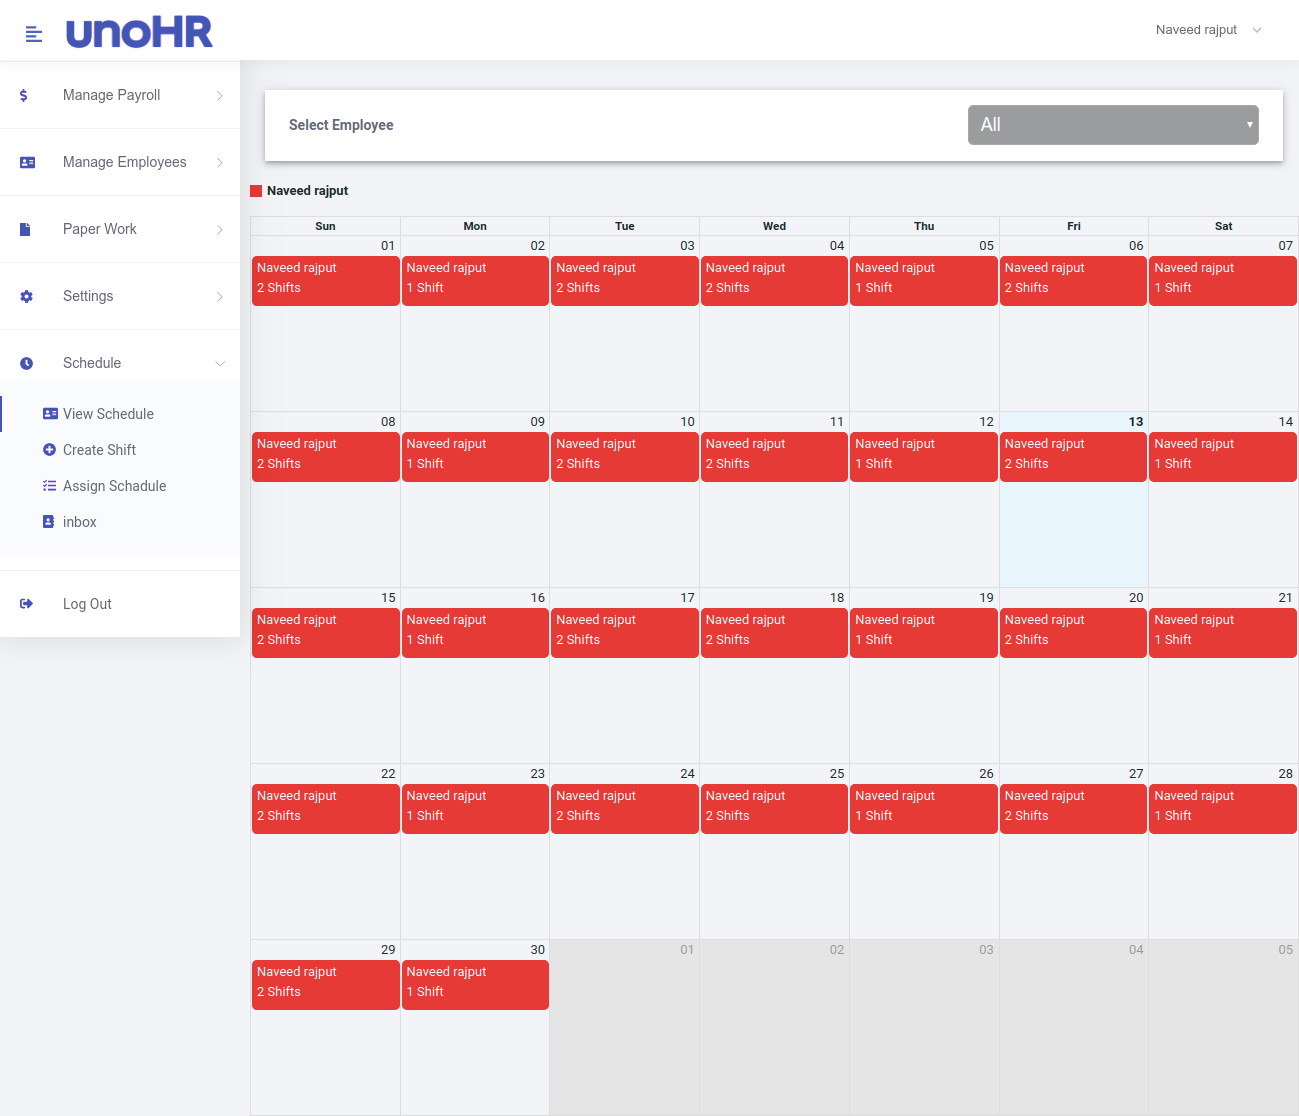 unoHR
Naveed rajput
Manage Payroll
Manage Employees
Paper Work
Settings
Schedule
View Schedule
Create Shift
Assign Schadule
inbox
Log Out
Select Employee
All
Naveed rajput
Sun Mon Tue Wed Thu Fri Sat
01 02 03 04 05 06 07
Naveed rajput Naveed rajput Naveed rajput Naveed rajput Naveed rajput Naveed rajput Naveed rajput
2 Shifts 1 Shift 2 Shifts 2 Shifts 1 Shift 2 Shifts 1 Shift
08 09 10 11 12 13 14
Naveed rajput Naveed rajput Naveed rajput Naveed rajput Naveed rajput Naveed rajput Naveed rajput
2 Shifts 1 Shift 2 Shifts 2 Shifts 1 Shift 2 Shifts 1 Shift
15 16 17 18 19 20 21
Naveed rajput Naveed rajput Naveed rajput Naveed rajput Naveed rajput Naveed rajput Naveed rajput
2 Shifts 1 Shift 2 Shifts 2 Shifts 1 Shift 2 Shifts 1 Shift
22 23 24 25 26 27 28
Naveed rajput Naveed rajput Naveed rajput Naveed rajput Naveed rajput Naveed rajput Naveed rajput
2 Shifts 1 Shift 2 Shifts 2 Shifts 1 Shift 2 Shifts 1 Shift
29 30 01 02 03 04 05
Naveed rajput Naveed rajput
2 Shifts 1 Shift